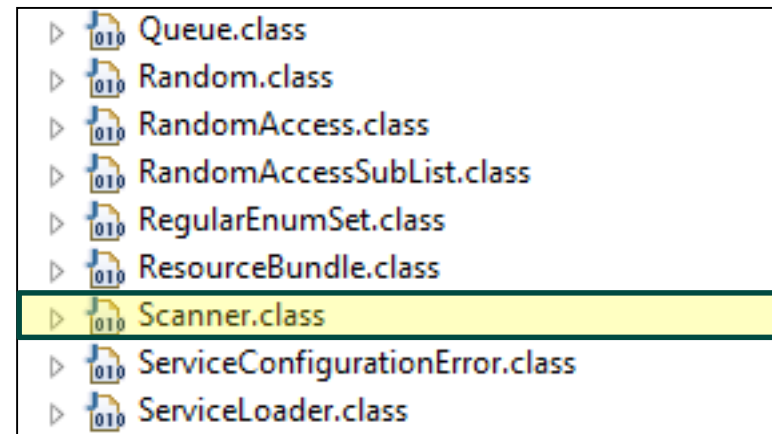 Queue.class
Random.class
RandomAccess.class
RandomAccessSubList.class
RegularEnumSet.class
ResourceBundle.class
Scanner.class
ServiceConfigurationError.class
ServiceLoader.class